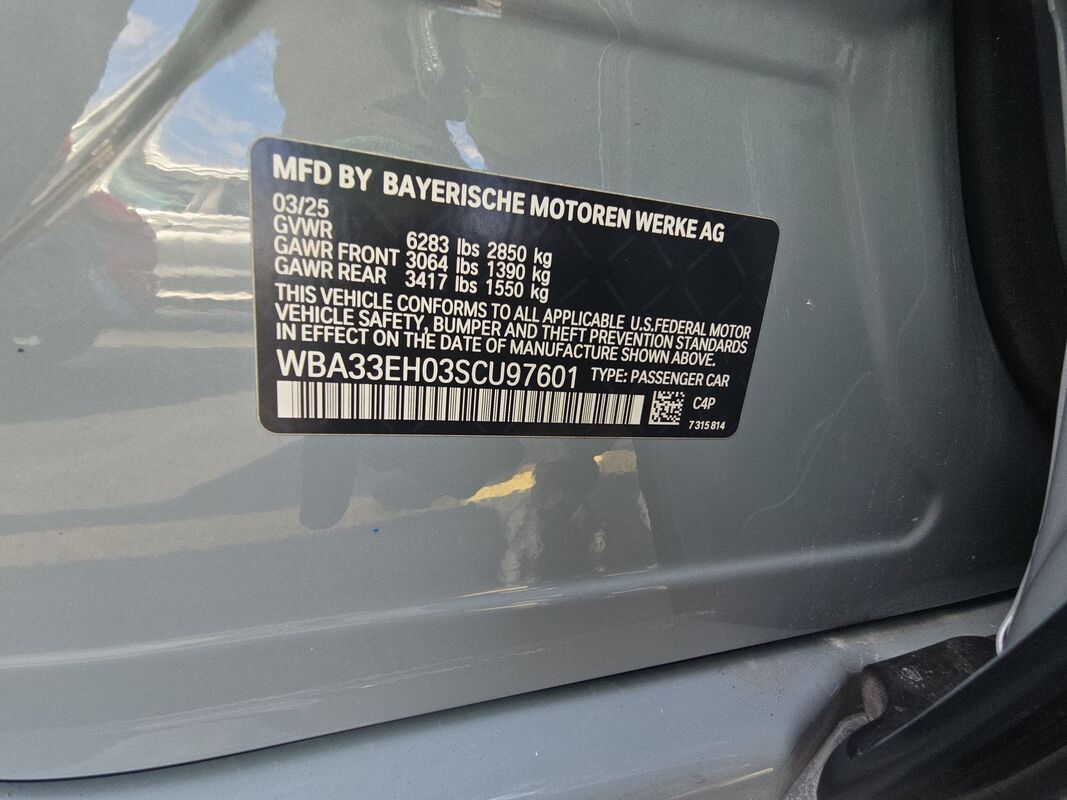 MFD BY BAYERISCHE MOTOREN WERKE AG
03/25
GVWR 6283 lbs 2850 kg
GAWR FRONT 3064 lbs 1390 kg
GAWR REAR 3417 lbs 1550 kg
THIS VEHICLE CONFORMS TO ALL APPLICABLE U.S.FEDERAL MOTOR
VEHICLE SAFETY, BUMPER AND THEFT PREVENTION STANDARDS
IN EFFECT ON THE DATE OF MANUFACTURE SHOWN ABOVE.
WBA33EH03SCU97601 TYPE: PASSENGER CAR
C4P
7 315 814